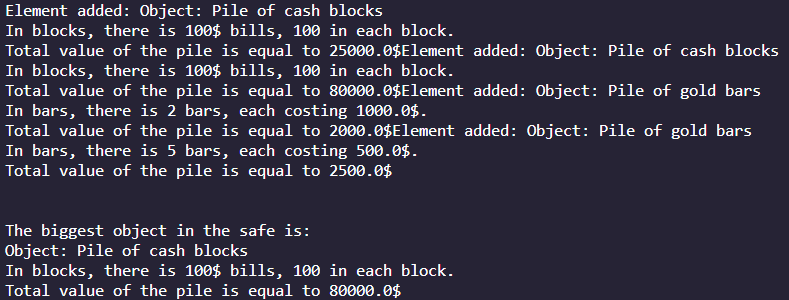 Element added: Object: Pile of cash blocks
In blocks, there is 100$ bills, 100 in each block.
Total value of the pile is equal to 25000.0$Element added: Object: Pile of cash blocks
In blocks, there is 100$ bills, 100 in each block.
Total value of the pile is equal to 80000.0$Element added: Object: Pile of gold bars
In bars, there is 2 bars, each costing 1000.0$.
Total value of the pile is equal to 2000.0$Element added: Object: Pile of gold bars
In bars, there is 5 bars, each costing 500.0$.
Total value of the pile is equal to 2500.0$
The biggest object in the safe is:
Object: Pile of cash blocks
In blocks, there is 100$ bills, 100 in each block.
Total value of the pile is equal to 80000.0$